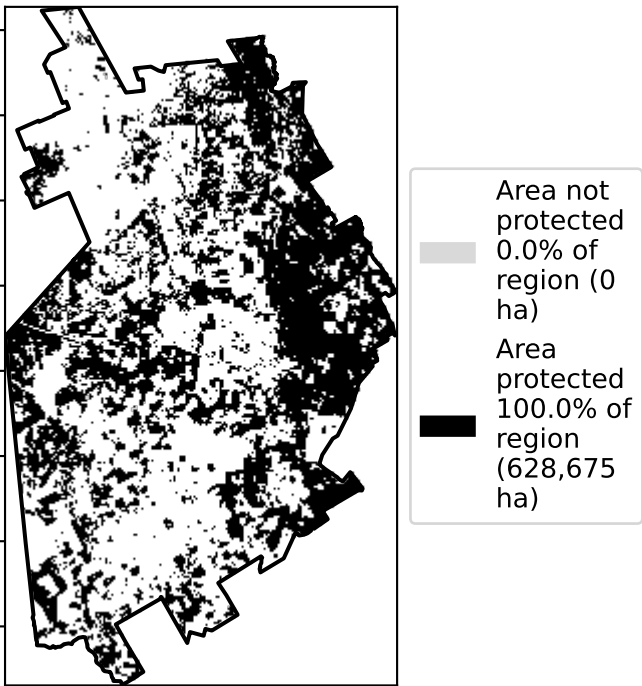 Area not
protected
0.0% of
region (0
ha)
Area
protected
100.0% of
region
(628,675
ha)